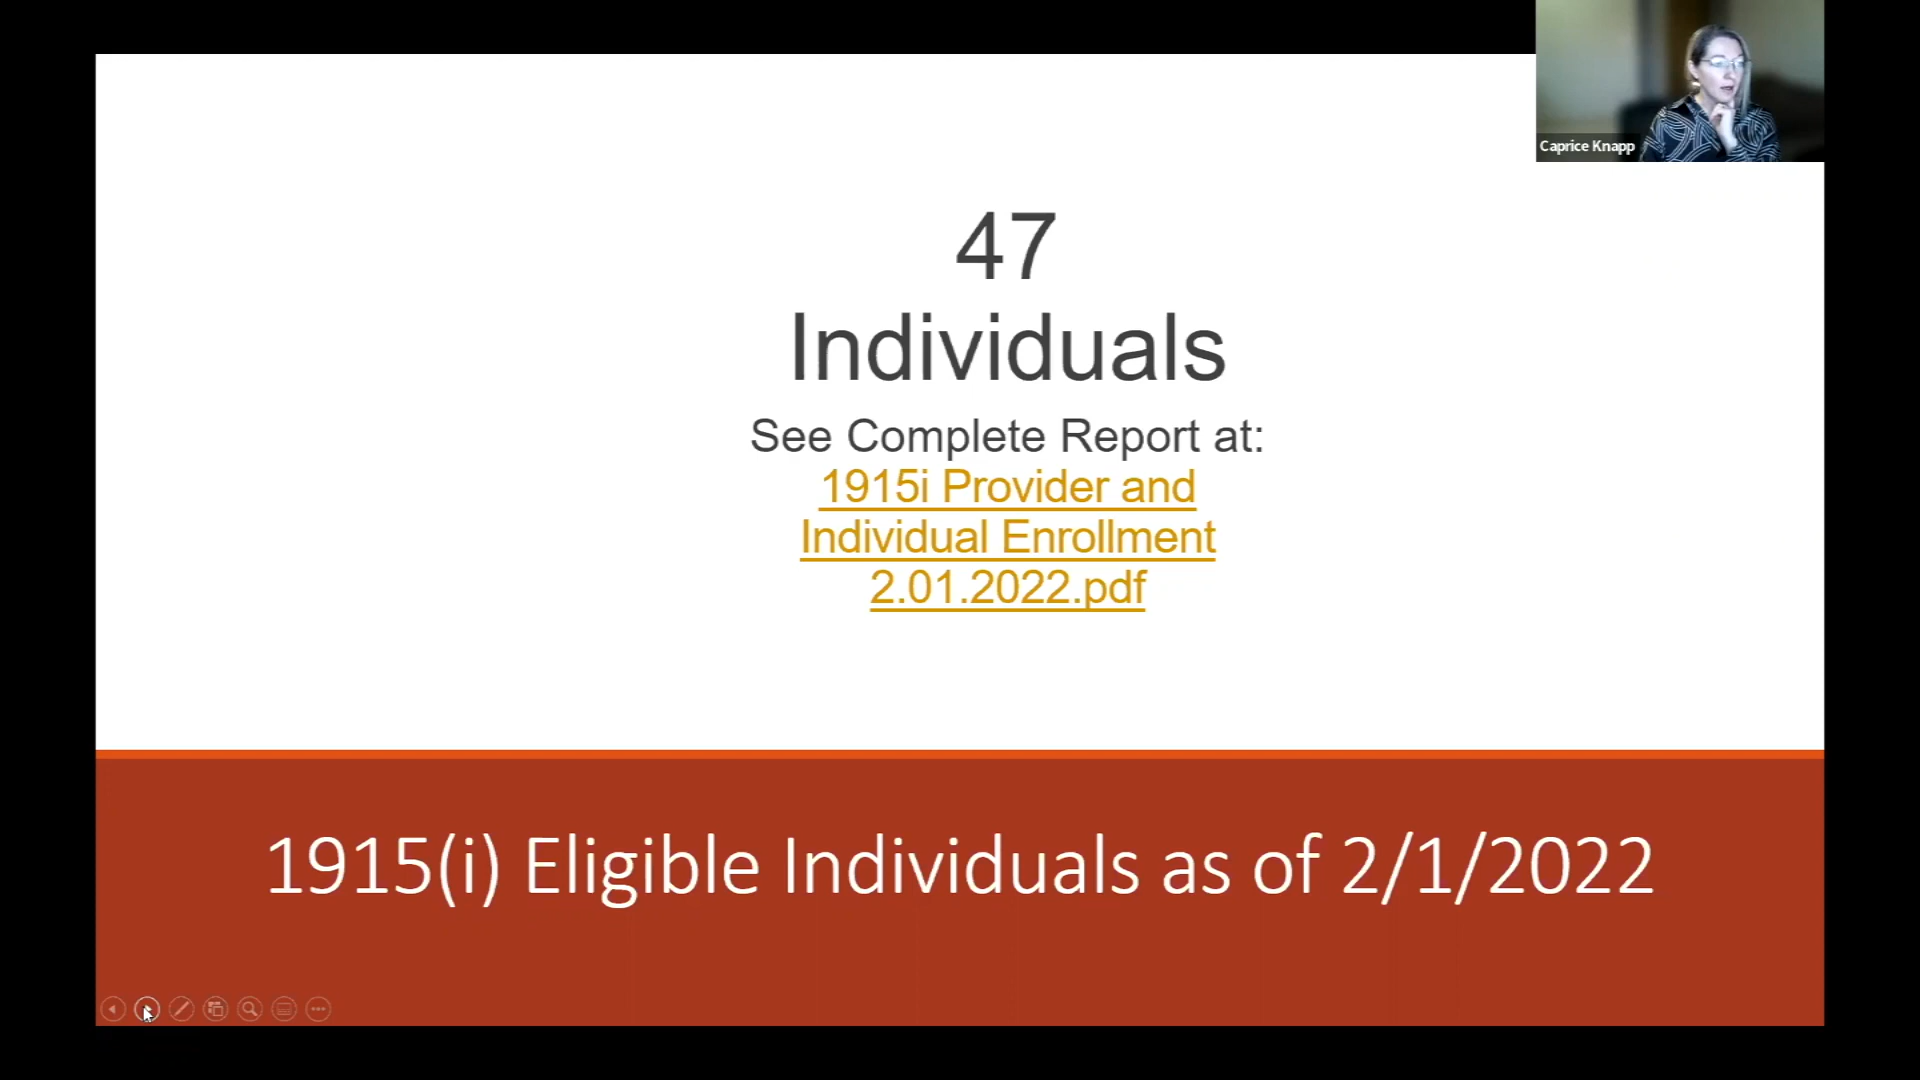 Caprice Knapp
47
Individuals
See Complete Report at:
1915i Provider and
Individual Enrollment
2.01.2022.pdf
1915(i) Eligible Individuals as of 2/1/2022